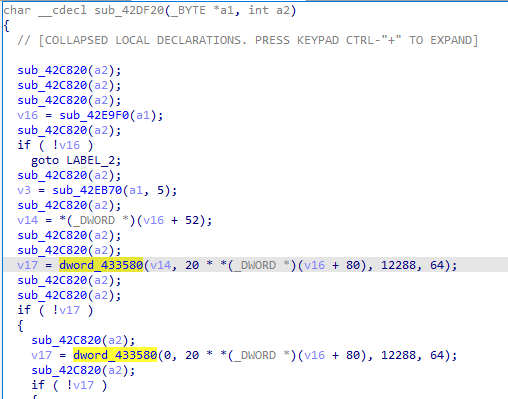 char __cdecl sub_42DF20(_BYTE *a1, int a2)
{
  // [COLLAPSED LOCAL DECLARATIONS. PRESS KEYPAD CTRL-"+" TO EXPAND]

  sub_42C820(a2);
  sub_42C820(a2);
  sub_42C820(a2);
  v16 = sub_42E9F0(a1);
  sub_42C820(a2);
  if ( !v16 )
    goto LABEL_2;
  sub_42C820(a2);
  v3 = sub_42EB70(a1, 5);
  sub_42C820(a2);
  v14 = *(_DWORD *)(v16 + 52);
  sub_42C820(a2);
  sub_42C820(a2);
  v17 = dword_433580(v14, 20 * *(_DWORD *)(v16 + 80), 12288, 64);
  sub_42C820(a2);
  sub_42C820(a2);
  if ( !v17 )
  {
    sub_42C820(a2);
    v17 = dword_433580(0, 20 * *(_DWORD *)(v16 + 80), 12288, 64);
    sub_42C820(a2);
    if ( !v17 )
    {